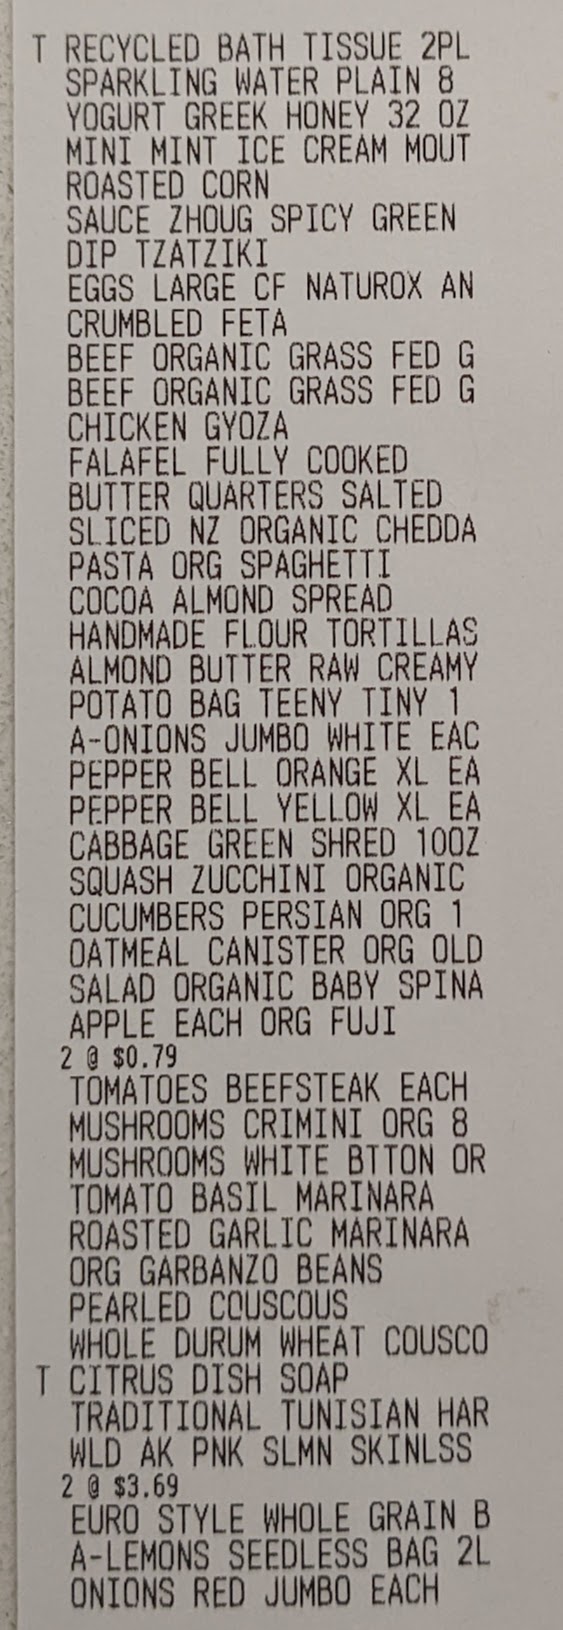 T RECYCLED BATH TISSUE 2PL
SPARKLING WATER PLAIN 8
YOGURT GREEK HONEY 32 OZ
MINI MINT ICE CREAM MOUT
ROASTED CORN
SAUCE ZHOUG SPICY GREEN
DIP TZATZIKI
EGGS LARGE CF NATUROX AN
CRUMBLED FETA
BEEF ORGANIC GRASS FED G
BEEF ORGANIC GRASS FED G
CHICKEN GYOZA
FALAFEL FULLY COOKED
BUTTER QUARTERS SALTED
SLICED NZ ORGANIC CHEDDA
PASTA ORG SPAGHETTI
COCOA ALMOND SPREAD
HANDMADE FLOUR TORTILLAS
ALMOND BUTTER RAW CREAMY
POTATO BAG TEENY TINY 1
A-ONIONS JUMBO WHITE EAC
PEPPER BELL ORANGE XL EA
PEPPER BELL YELLOW XL EA
CABBAGE GREEN SHRED 10OZ
SQUASH ZUCCHINI ORGANIC
CUCUMBERS PERSIAN ORG 1
OATMEAL CANISTER ORG OLD
SALAD ORGANIC BABY SPINA
APPLE EACH ORG FUJI
2 @ $0.79
TOMATOES BEEFSTEAK EACH
MUSHROOMS CRIMINI ORG 8
MUSHROOMS WHITE BTTON OR
TOMATO BASIL MARINARA
ROASTED GARLIC MARINARA
ORG GARBANZO BEANS
PEARLED COUSCOUS
WHOLE DURUM WHEAT COUSCO
T CITRUS DISH SOAP
TRADITIONAL TUNISIAN HAR
WLD AK PNK SLMN SKINLSS
2 @ $3.69
EURO STYLE WHOLE GRAIN B
A-LEMONS SEEDLESS BAG 2L
ONIONS RED JUMBO EACH